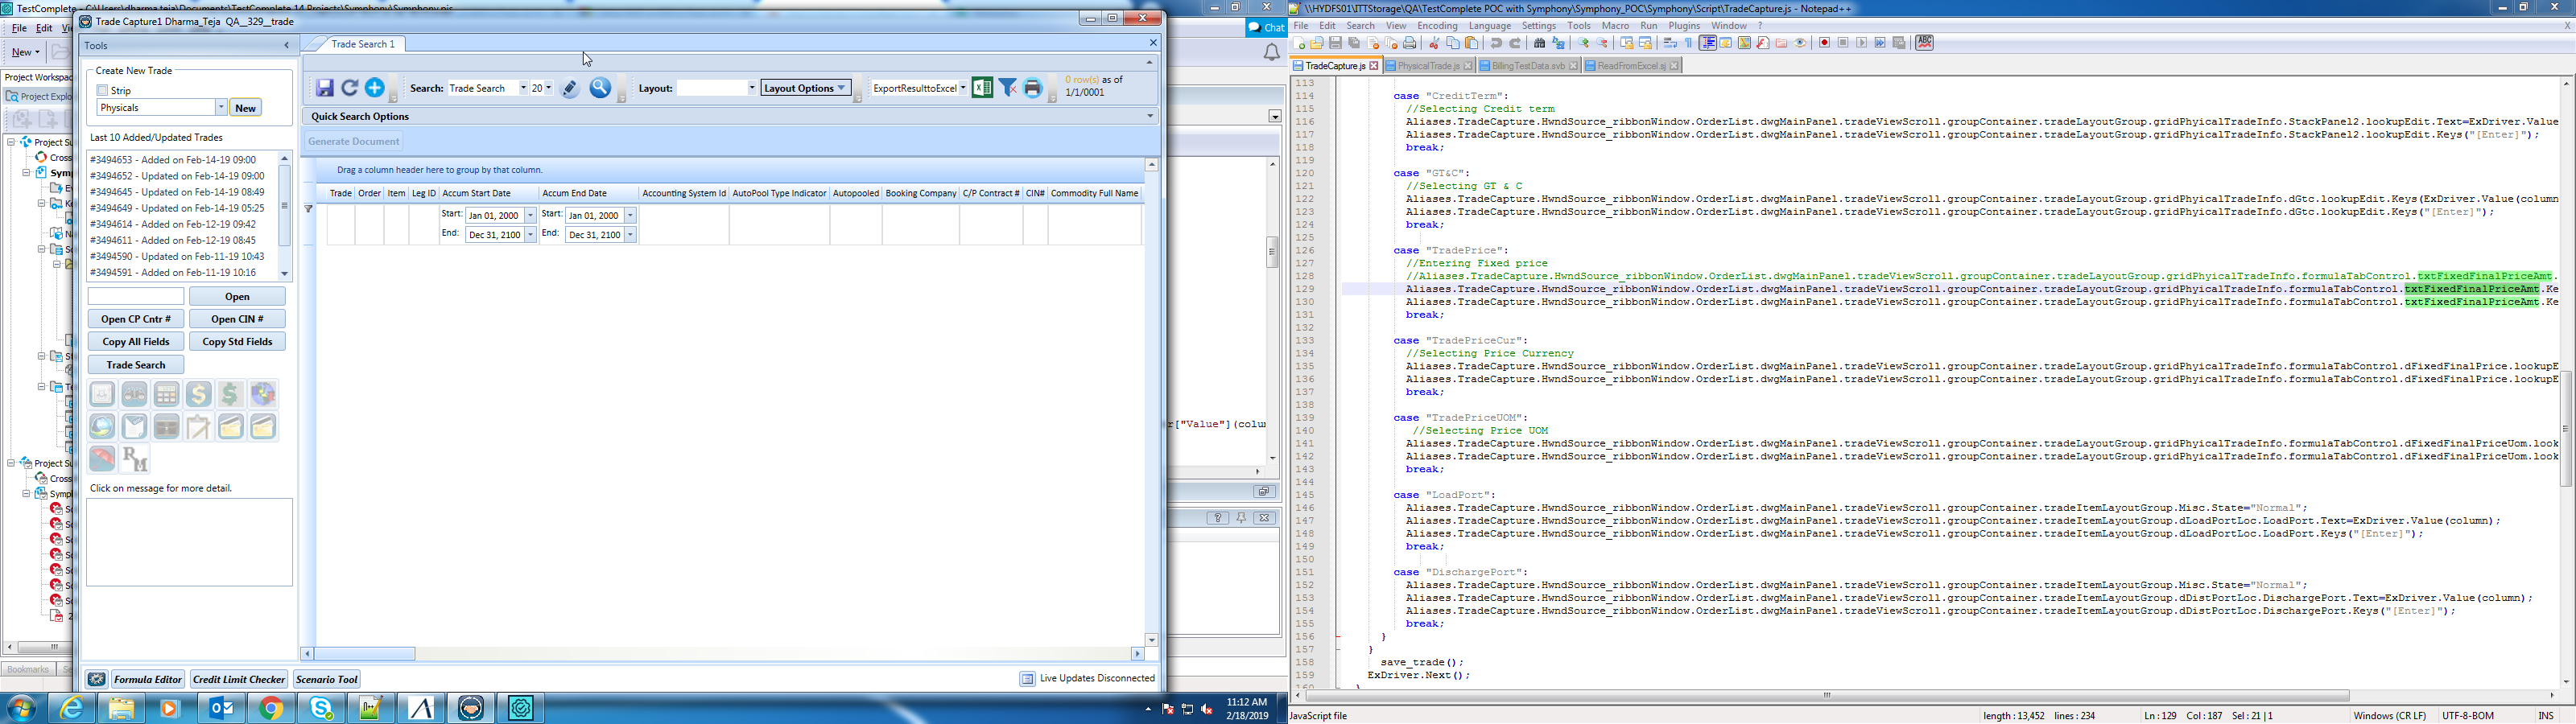 TestComplete - C:\Users\dharma.teja\Documents\TestComplete 14 Projects\Symphony\Symphony.pjs
File Edit
New
Project Workspac
Project Explo
Project Su
Cross
Symp
Project Su
Cross
Symp
Bookmarks
Chat
r["Value"](colu
Trade Capture1 Dharma_Teja QA__329__trade
Tools
Create New Trade
Strip
Physicals
New
Last 10 Added/Updated Trades
#3494653 - Added on Feb-14-19 09:00
#3494652 - Updated on Feb-14-19 09:00
#3494645 - Updated on Feb-14-19 08:49
#3494649 - Updated on Feb-14-19 05:25
#3494614 - Updated on Feb-12-19 09:42
#3494611 - Updated on Feb-12-19 08:45
#3494590 - Updated on Feb-11-19 10:43
#3494591 - Added on Feb-11-19 10:16
Open
Open CP Cntr # Open CIN #
Copy All Fields Copy Std Fields
Trade Search
RM
Click on message for more detail.
Trade Search 1
Search: Trade Search 20 Layout: Layout Options ExportResulttoExcel
0 row(s) as of
1/1/0001
Quick Search Options
Generate Document
Drag a column header here to group by that column.
Trade Order Item Leg ID Accum Start Date Accum End Date Accounting System Id AutoPool Type Indicator Autopooled Booking Company C/P Contract # CIN# Commodity Full Name
Start: Jan 01, 2000 Start: Jan 01, 2000
End: Dec 31, 2100 End: Dec 31, 2100
Formula Editor Credit Limit Checker Scenario Tool
Live Updates Disconnected
11:12 AM
2/18/2019
\\HYDFS01\ITTStorage\QA\TestComplete POC with Symphony\Symphony_POC\Symphony\Script\TradeCapture.js - Notepad++
File Edit Search View Encoding Language Settings Tools Macro Run Plugins Window ? X
TradeCapture.js PhysicalTrade.js BillingTestData.svb ReadFromExcel.sj
113
114 case "CreditTerm":
115 //Selecting Credit term
116 Aliases.TradeCapture.HwndSource_ribbonWindow.OrderList.dwgMainPanel.tradeViewScroll.groupContainer.tradeLayoutGroup.gridPhyicalTradeInfo.StackPanel2.lookupEdit.Text=ExDriver.Value
117 Aliases.TradeCapture.HwndSource_ribbonWindow.OrderList.dwgMainPanel.tradeViewScroll.groupContainer.tradeLayoutGroup.gridPhyicalTradeInfo.StackPanel2.lookupEdit.Keys("[Enter]");
118 break;
119
120 case "GT&C":
121 //Selecting GT & C
122 Aliases.TradeCapture.HwndSource_ribbonWindow.OrderList.dwgMainPanel.tradeViewScroll.groupContainer.tradeLayoutGroup.gridPhyicalTradeInfo.dGtc.lookupEdit.Keys(ExDriver.Value(column
123 Aliases.TradeCapture.HwndSource_ribbonWindow.OrderList.dwgMainPanel.tradeViewScroll.groupContainer.tradeLayoutGroup.gridPhyicalTradeInfo.dGtc.lookupEdit.Keys("[Enter]");
124 break;
125
126 case "TradePrice":
127 //Entering Fixed price
128 //Aliases.TradeCapture.HwndSource_ribbonWindow.OrderList.dwgMainPanel.tradeViewScroll.groupContainer.tradeLayoutGroup.gridPhyicalTradeInfo.formulaTabControl.txtFixedFinalPriceAmt.
129 Aliases.TradeCapture.HwndSource_ribbonWindow.OrderList.dwgMainPanel.tradeViewScroll.groupContainer.tradeLayoutGroup.gridPhyicalTradeInfo.formulaTabControl.txtFixedFinalPriceAmt.Ke
130 Aliases.TradeCapture.HwndSource_ribbonWindow.OrderList.dwgMainPanel.tradeViewScroll.groupContainer.tradeLayoutGroup.gridPhyicalTradeInfo.formulaTabControl.txtFixedFinalPriceAmt.Ke
131 break;
132
133 case "TradePriceCur":
134 //Selecting Price Currency
135 Aliases.TradeCapture.HwndSource_ribbonWindow.OrderList.dwgMainPanel.tradeViewScroll.groupContainer.tradeLayoutGroup.gridPhyicalTradeInfo.formulaTabControl.dFixedFinalPrice.lookupE
136 Aliases.TradeCapture.HwndSource_ribbonWindow.OrderList.dwgMainPanel.tradeViewScroll.groupContainer.tradeLayoutGroup.gridPhyicalTradeInfo.formulaTabControl.dFixedFinalPrice.lookupE
137 break;
138
139 case "TradePriceUOM":
140 //Selecting Price UOM
141 Aliases.TradeCapture.HwndSource_ribbonWindow.OrderList.dwgMainPanel.tradeViewScroll.groupContainer.tradeLayoutGroup.gridPhyicalTradeInfo.formulaTabControl.dFixedFinalPriceUom.look
142 Aliases.TradeCapture.HwndSource_ribbonWindow.OrderList.dwgMainPanel.tradeViewScroll.groupContainer.tradeLayoutGroup.gridPhyicalTradeInfo.formulaTabControl.dFixedFinalPriceUom.look
143 break;
144
145 case "LoadPort":
146 Aliases.TradeCapture.HwndSource_ribbonWindow.OrderList.dwgMainPanel.tradeViewScroll.groupContainer.tradeItemLayoutGroup.Misc.State="Normal";
147 Aliases.TradeCapture.HwndSource_ribbonWindow.OrderList.dwgMainPanel.tradeViewScroll.groupContainer.tradeItemLayoutGroup.dLoadPortLoc.LoadPort.Text=ExDriver.Value(column);
148 Aliases.TradeCapture.HwndSource_ribbonWindow.OrderList.dwgMainPanel.tradeViewScroll.groupContainer.tradeItemLayoutGroup.dLoadPortLoc.LoadPort.Keys("[Enter]");
149 break;
150
151 case "DischargePort":
152 Aliases.TradeCapture.HwndSource_ribbonWindow.OrderList.dwgMainPanel.tradeViewScroll.groupContainer.tradeItemLayoutGroup.Misc.State="Normal";
153 Aliases.TradeCapture.HwndSource_ribbonWindow.OrderList.dwgMainPanel.tradeViewScroll.groupContainer.tradeItemLayoutGroup.dDistPortLoc.DischargePort.Text=ExDriver.Value(column);
154 Aliases.TradeCapture.HwndSource_ribbonWindow.OrderList.dwgMainPanel.tradeViewScroll.groupContainer.tradeItemLayoutGroup.dDistPortLoc.DischargePort.Keys("[Enter]");
155 break;
156 }
157 }
158 save_trade();
159 ExDriver.Next();
JavaScript file length : 13,452 lines : 234 Ln : 129 Col : 187 Sel : 21 | 1 Windows (CR LF) UTF-8-BOM INS